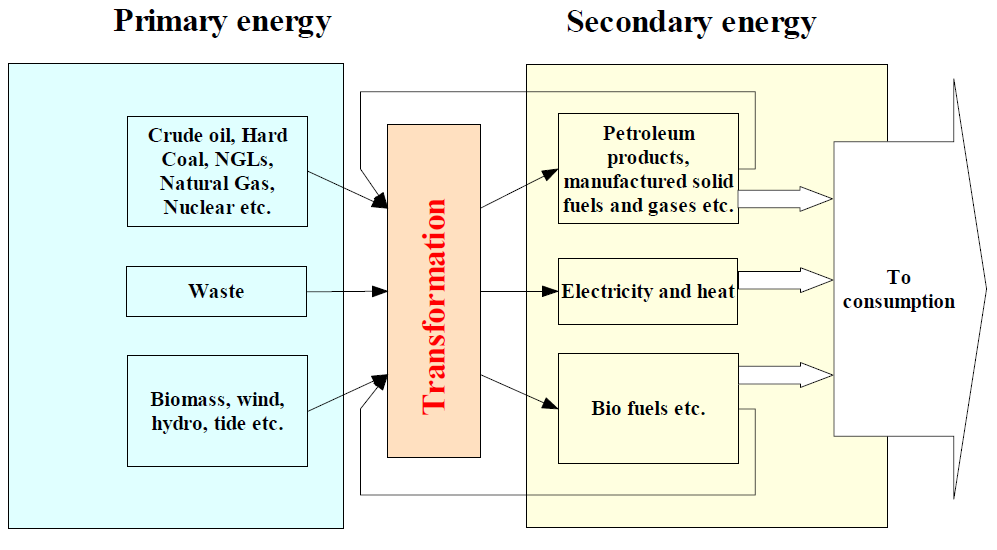 Primary energy
Secondary energy
Crude oil, Hard
Coal, NGLs,
Natural Gas,
Nuclear etc.
Waste
Biomass, wind,
hydro, tide etc.
Transformation
Petroleum
products,
manufactured solid
fuels and gases etc.
Electricity and heat
Bio fuels etc.
To
consumption